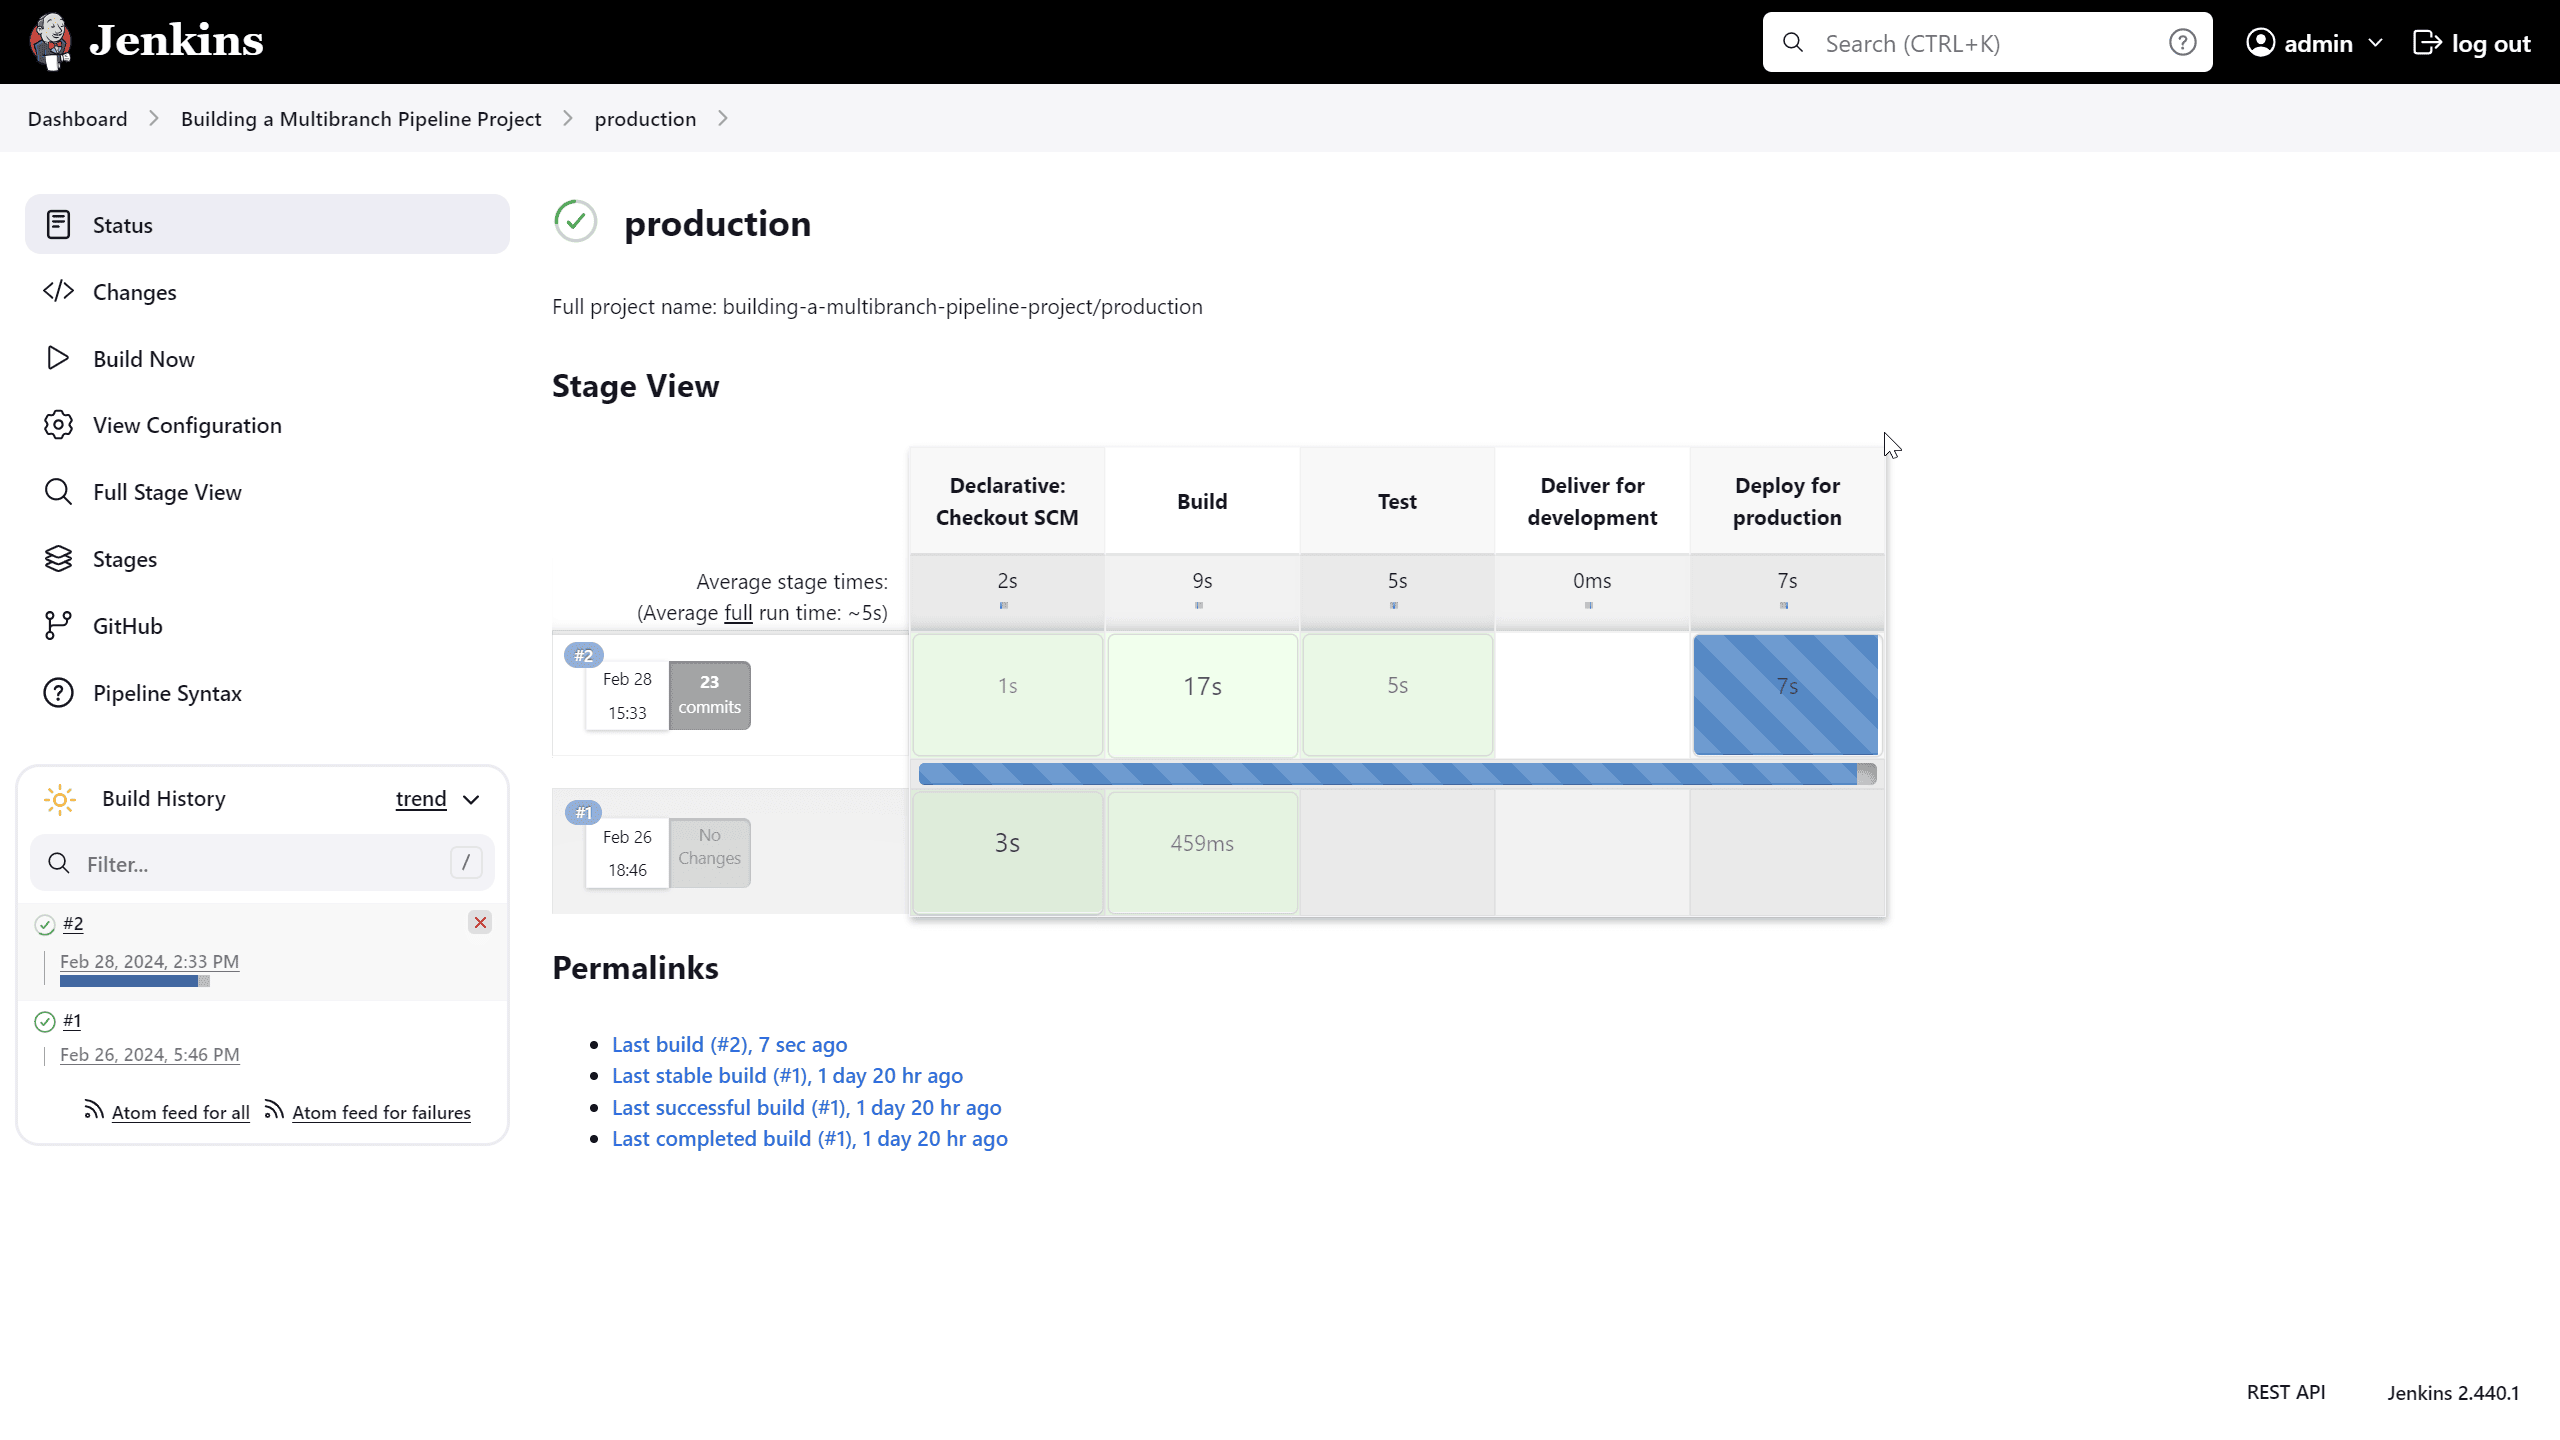 Jenkins
Search (CTRL+K)
?
admin
log out
Dashboard
Building a Multibranch Pipeline Project
production
Status
Changes
Build Now
View Configuration
Full Stage View
Stages
GitHub
Pipeline Syntax
Build History
trend
Filter...
/
#2
Feb 28, 2024, 2:33 PM
#1
Feb 26, 2024, 5:46 PM
Atom feed for all
Atom feed for failures
production
Full project name: building-a-multibranch-pipeline-project/production
Stage View
Declarative:
Checkout SCM
Build
Test
Deliver for
development
Deploy for
production
Average stage times:
(Average full run time: ~5s)
2s
9s
5s
0ms
7s
#2
Feb 28
15:33
23
commits
1s
17s
5s
7s
#1
Feb 26
18:46
No
Changes
3s
459ms
Permalinks
Last build (#2), 7 sec ago
Last stable build (#1), 1 day 20 hr ago
Last successful build (#1), 1 day 20 hr ago
Last completed build (#1), 1 day 20 hr ago
REST API
Jenkins 2.440.1